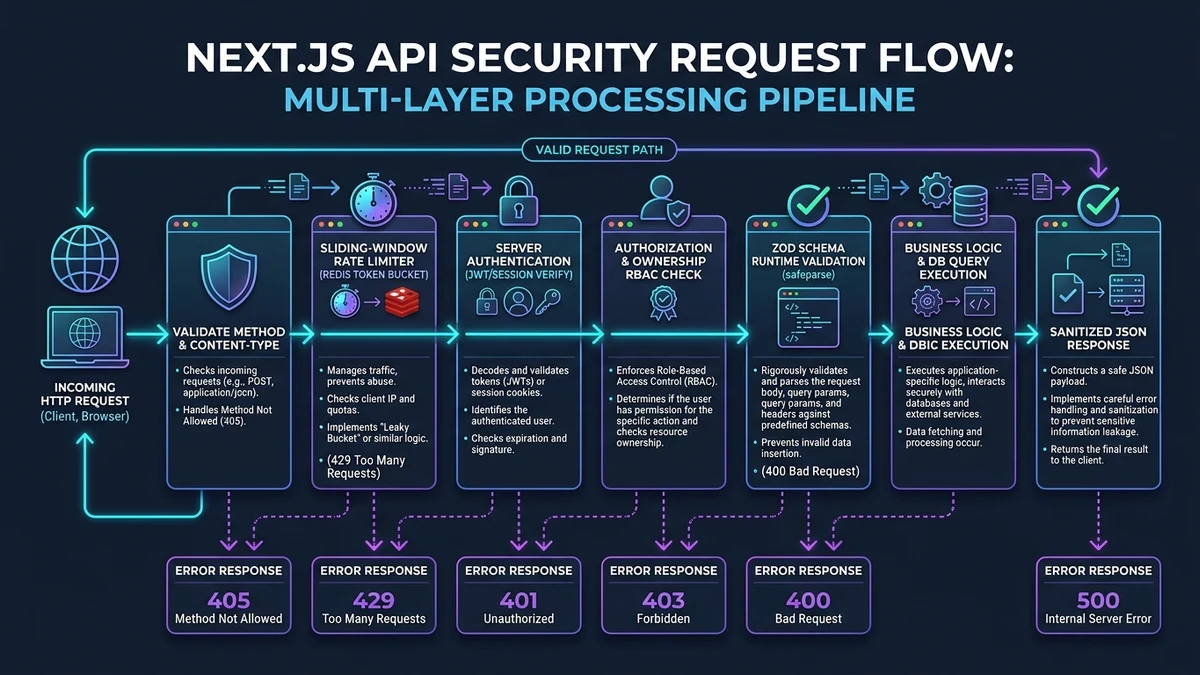 NEXT.JS API SECURITY REQUEST FLOW:
MULTI-LAYER PROCESSING PIPELINE
VALID REQUEST PATH
INCOMING
HTTP REQUEST
(Client, Browser)
VALIDATE METHOD
& CONTENT-TYPE
• Checks incoming
requests (e.g., POST,
application/jocn).
• Handles Method Not
Allowed (405).
SLIDING-WINDOW
RATE LIMITER
(REDIS TOKEN BUCKET)
• Manages traffic,
prevents abuse.
• Checks client IP and
quotas.
• Implements "Leaky
Bucket" or similar logic.
• (429 Too Many
Requests)
SERVER
AUTHENTICATION
(JWT/SESSION VERIFY)
• Decodes and validates
tokens (JWTs) or
session cookies.
• Identifies the
authenticated user.
• Checks expiration and
signature.
AUTHORIZATION
& OWNERSHIP
RBAC CHECK
• Enforces Role-Based
Access Control (RBAC).
• Determines if the user
has permission for the
specific action and
checks resource
ownership.
ZOD SCHEMA
RUNTIME VALIDATION
(safeparse)
• Rigorously validates
and parses the request
body, query params,
query params, and
headers against
predefined schemas.
• Prevents invalid data
insertion.
• (400 Bad Request)
BUSINESS LOGIC
& DB QUERY
EXECUTION
BUSINESS LOGIC
& DBIC EXECUTION
• Executes application-
specific logic, interacts
securely with
databases and
external services.
• Data fetching and
processing occur.
SANITIZED JSON
RESPONSE
• Constructs a safe JSON
payload.
• Implements careful error
handling and sanitization
to prevent sensitive
information leakage.
• Returns the final result
to the client.
ERROR RESPONSE
405
Method Not Allowed
ERROR RESPONSE
429
Too Many Requests
ERROR RESPONSE
401
Unauthorized
ERROR RESPONSE
403
Forbidden
ERROR RESPONSE
400
Bad Request
ERROR RESPONSE
500
Internal Server Error